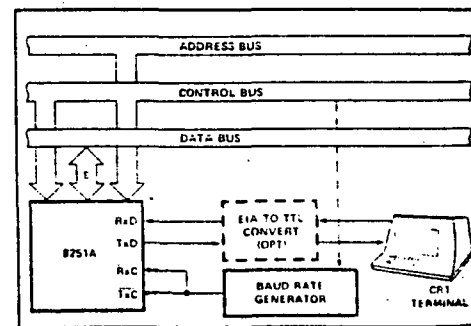 ADDRESS BUS
CONTROL BUS
DATA BUS
8
8251A
RxD
TxD
RxC
TxC
EIA TO TTL
CONVERT
(OPT)
BAUD RATE
GENERATOR
CRT
TERMINAL